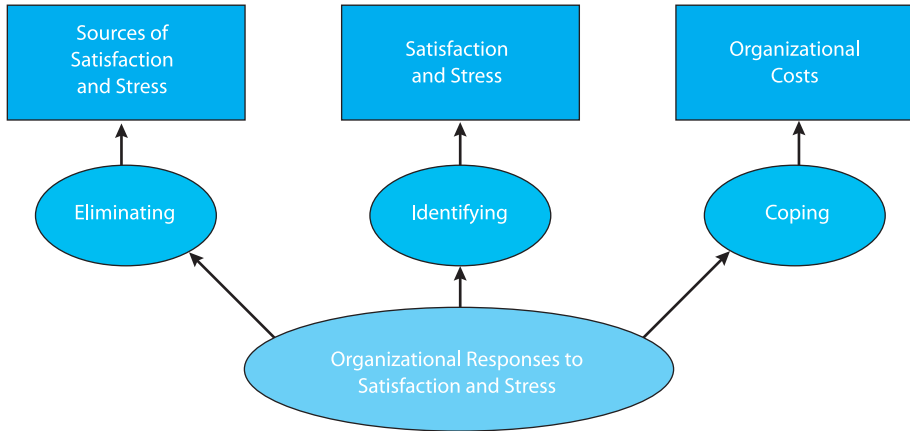 Sources of
Satisfaction
and Stress
Satisfaction
and Stress
Organizational
Costs
Eliminating
Identifying
Coping
Organizational Responses to
Satisfaction and Stress